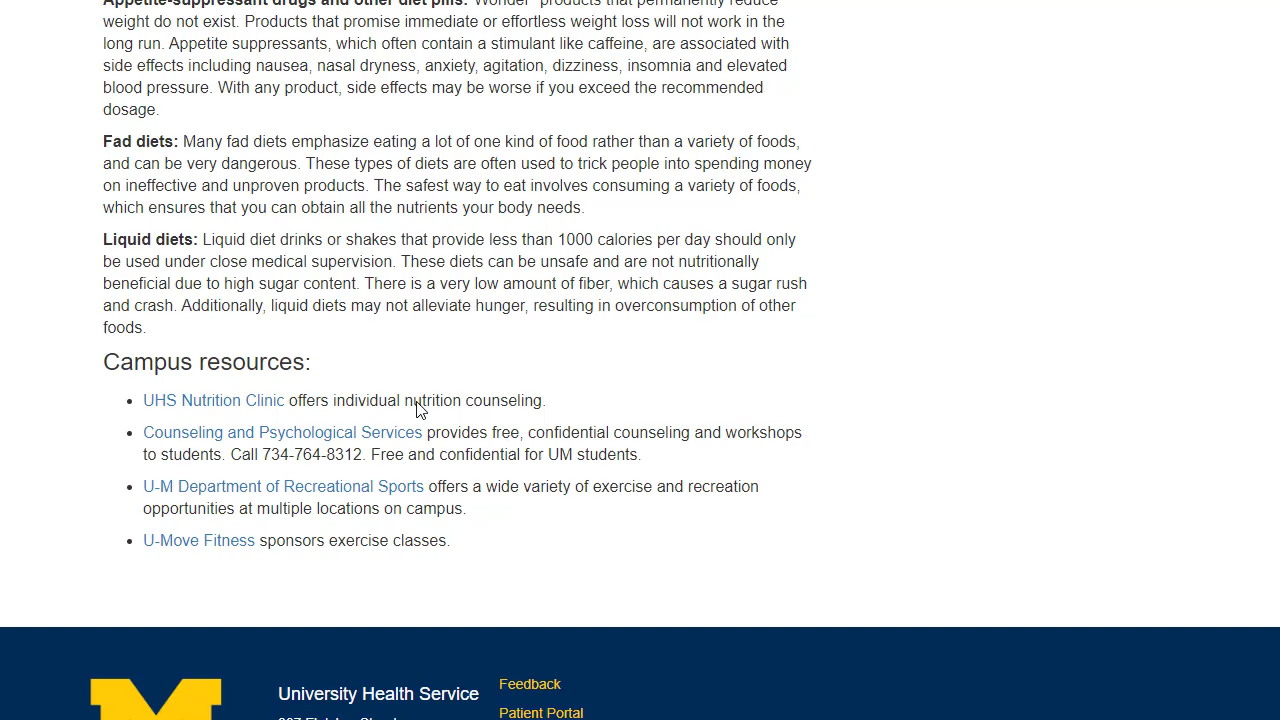 Appetite-suppressant drugs and other diet pills: "Wonder" products that permanently reduce
weight do not exist. Products that promise immediate or effortless weight loss will not work in the
long run. Appetite suppressants, which often contain a stimulant like caffeine, are associated with
side effects including nausea, nasal dryness, anxiety, agitation, dizziness, insomnia and elevated
blood pressure. With any product, side effects may be worse if you exceed the recommended
dosage.
Fad diets: Many fad diets emphasize eating a lot of one kind of food rather than a variety of foods,
and can be very dangerous. These types of diets are often used to trick people into spending money
on ineffective and unproven products. The safest way to eat involves consuming a variety of foods,
which ensures that you can obtain all the nutrients your body needs.
Liquid diets: Liquid diet drinks or shakes that provide less than 1000 calories per day should only
be used under close medical supervision. These diets can be unsafe and are not nutritionally
beneficial due to high sugar content. There is a very low amount of fiber, which causes a sugar rush
and crash. Additionally, liquid diets may not alleviate hunger, resulting in overconsumption of other
foods.
Campus resources:
• UHS Nutrition Clinic offers individual nutrition counseling.
• Counseling and Psychological Services provides free, confidential counseling and workshops
to students. Call 734-764-8312. Free and confidential for UM students.
• U-M Department of Recreational Sports offers a wide variety of exercise and recreation
opportunities at multiple locations on campus.
• U-Move Fitness sponsors exercise classes.
University Health Service
Feedback
Patient Portal